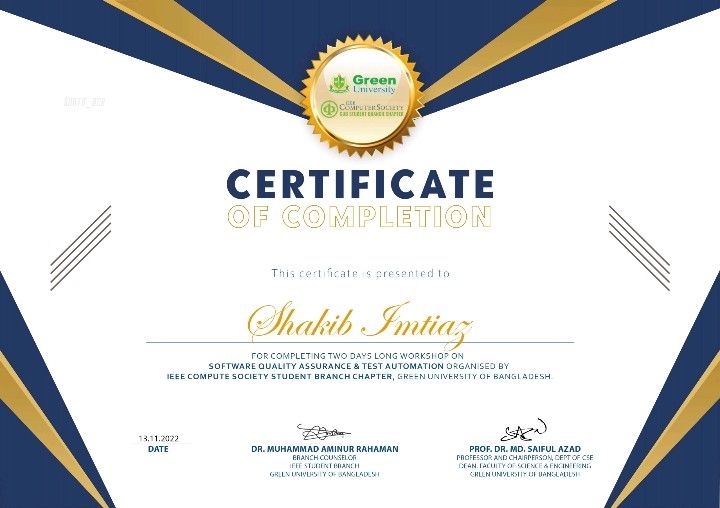 Green
University
IEEE
COMPUTER SOCIETY
GUB STUDENT BRANCH CHAPTER
CERTIFICATE
OF COMPLETION
This certificate is presented to
Shakib Imtiaz
FOR COMPLETING TWO DAYS LONG WORKSHOP ON
SOFTWARE QUALITY ASSURANCE & TEST AUTOMATION ORGANISED BY
IEEE COMPUTE SOCIETY STUDENT BRANCH CHAPTER, GREEN UNIVERSITY OF BANGLADESH.
13.11.2022
DATE
DR. MUHAMMAD AMINUR RAHAMAN
BRANCH COUNSELOR
IEEE STUDENT BRANCH
GREEN UNIVERSITY OF BANGLADESH
PROF. DR. MD. SAIFUL AZAD
PROFESSOR AND CHAIRPERSON, DEPT OF CSE
DEAN, FACULTY OF SCIENCE & ENGINEERING
GREEN UNIVERSITY OF BANGLADESH